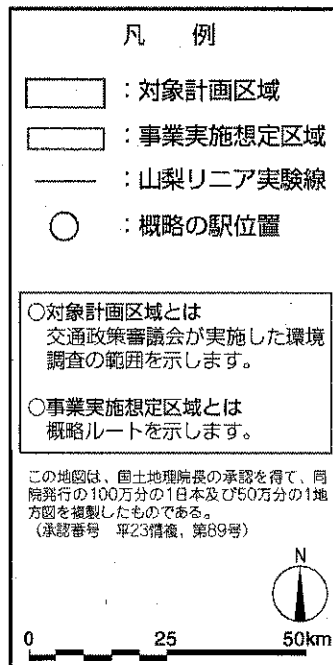 凡 例
：対象計画区域
：事業実施想定区域
：山梨リニア実験線
：概略の駅位置
○対象計画区域とは
交通政策審議会が実施した環境
調査の範囲を示します。
○事業実施想定区域とは
概略ルートを示します。
この地図は、国土地理院長の承認を得て、同
院発行の100万分の1日本及び50万分の1地
方図を複製したものである。
（承認番号 平23情複、第89号）
N
0 25 50km